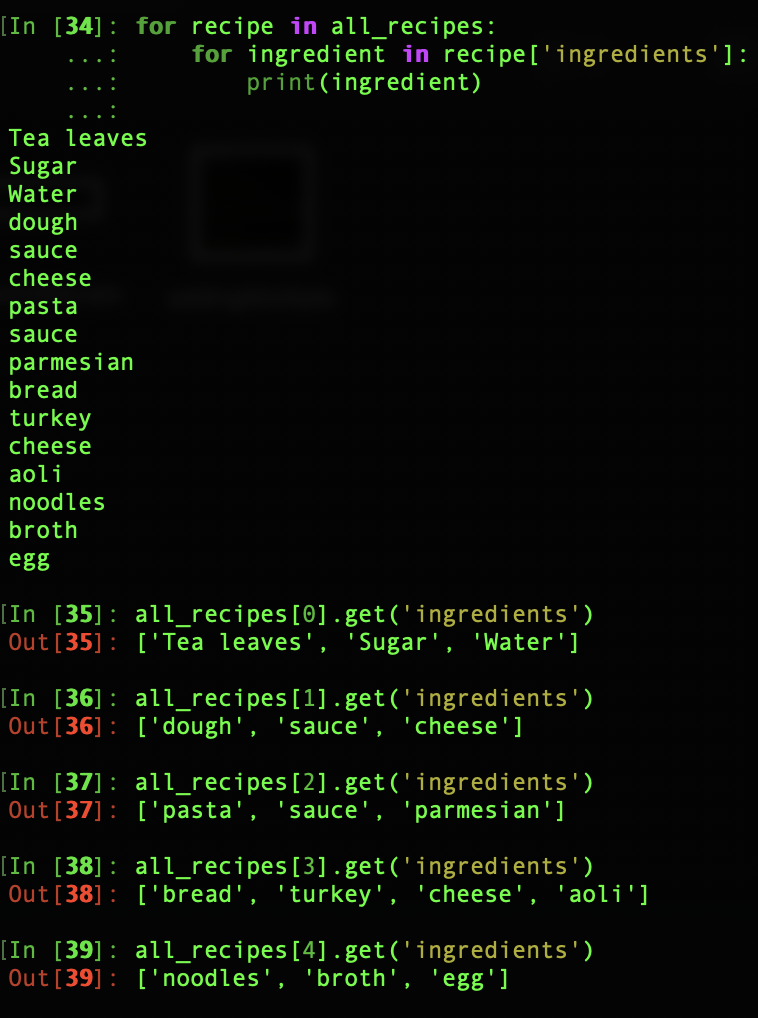 [In [34]: for recipe in all_recipes:
    ...:     for ingredient in recipe['ingredients']:
    ...:         print(ingredient)
    ...:
Tea leaves
Sugar
Water
dough
sauce
cheese
pasta
sauce
parmesian
bread
turkey
cheese
aoli
noodles
broth
egg
[In [35]: all_recipes[0].get('ingredients')
Out[35]: ['Tea leaves', 'Sugar', 'Water']
[In [36]: all_recipes[1].get('ingredients')
Out[36]: ['dough', 'sauce', 'cheese']
[In [37]: all_recipes[2].get('ingredients')
Out[37]: ['pasta', 'sauce', 'parmesian']
[In [38]: all_recipes[3].get('ingredients')
Out[38]: ['bread', 'turkey', 'cheese', 'aoli']
[In [39]: all_recipes[4].get('ingredients')
Out[39]: ['noodles', 'broth', 'egg']